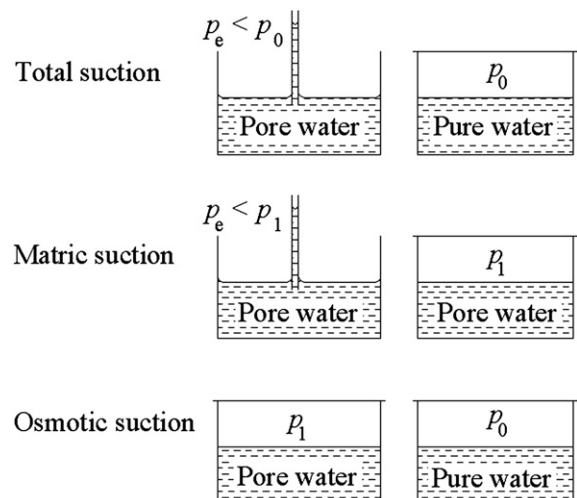 pₑ < p₀
Total suction
p₀
Pore water
Pure water
pₑ < p₁
Matric suction
p₁
Pore water
Pore water
Osmotic suction
p₁
p₀
Pore water
Pure water